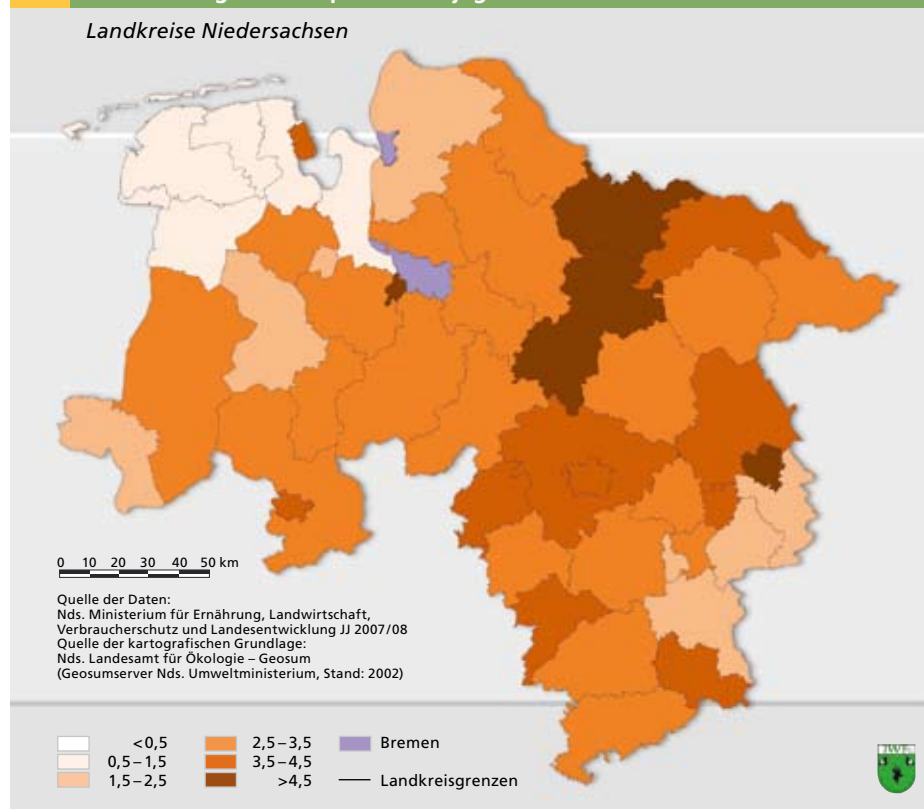 Landkreise Niedersachsen
0 10 20 30 40 50 km
Quelle der Daten:
Nds. Ministerium für Ernährung, Landwirtschaft,
Verbraucherschutz und Landesentwicklung JJ 2007/08
Quelle der kartografischen Grundlage:
Nds. Landesamt für Ökologie – Geosum
(Geosumserver Nds. Umweltministerium, Stand: 2002)
<0,5
0,5–1,5
1,5–2,5
2,5–3,5
3,5–4,5
>4,5
Bremen
Landkreisgrenzen